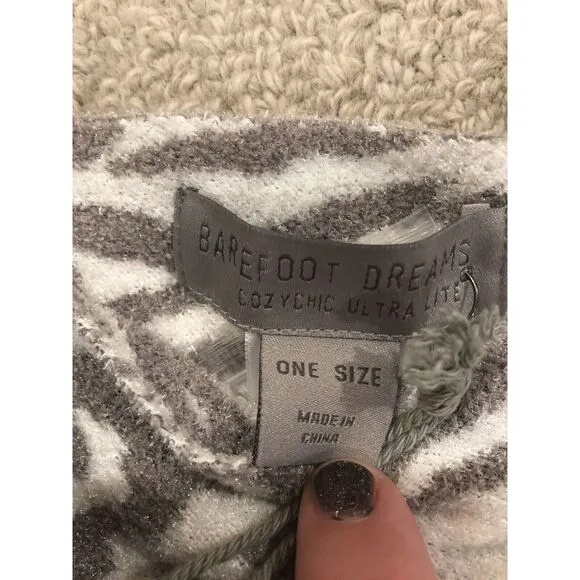 BAREFOOT DREAMS
COZYCHIC ULTRA LITE
ONE SIZE
MADE IN
CHINA